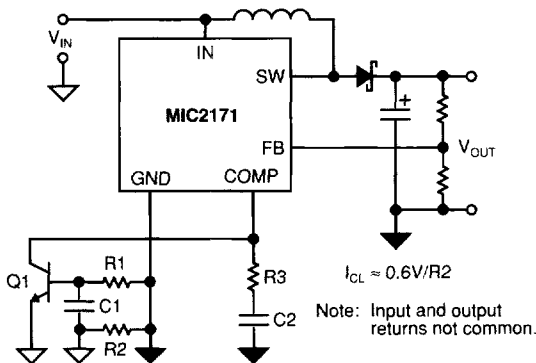 V_IN
IN
SW
MIC2171
FB
V_OUT
GND
COMP
+
Q1
R1
C1
R2
R3
C2
I_CL ≈ 0.6V/R2
Note: Input and output
returns not common.